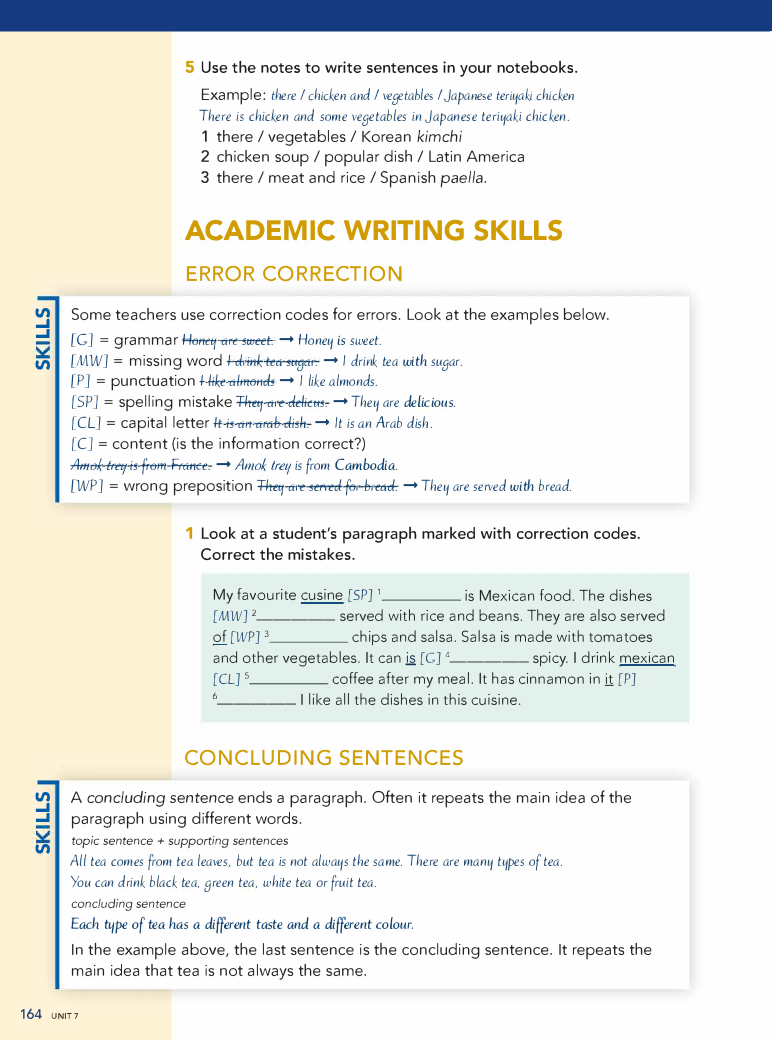 5 Use the notes to write sentences in your notebooks.
Example: there / chicken and / vegetables / Japanese teriyaki chicken
There is chicken and some vegetables in Japanese teriyaki chicken.
1 there / vegetables / Korean kimchi
2 chicken soup / popular dish / Latin America
3 there / meat and rice / Spanish paella.
ACADEMIC WRITING SKILLS
ERROR CORRECTION
SKILLS
Some teachers use correction codes for errors. Look at the examples below.
[G] = grammar Honey are sweet. → Honey is sweet.
[MW] = missing word I drink tea sugar. → I drink tea with sugar.
[P] = punctuation I like almonds → I like almonds.
[SP] = spelling mistake They are delicus. → They are delicious.
[CL] = capital letter It is an arab dish. → It is an Arab dish.
[C] = content (is the information correct?)
Amok trey is from France. → Amok trey is from Cambodia.
[WP] = wrong preposition They are served for bread. → They are served with bread.
1 Look at a student's paragraph marked with correction codes.
Correct the mistakes.
My favourite cusine [SP] 1__________ is Mexican food. The dishes
[MW] 2__________ served with rice and beans. They are also served
of [WP] 3__________ chips and salsa. Salsa is made with tomatoes
and other vegetables. It can is [G] 4__________ spicy. I drink mexican
[CL] 5__________ coffee after my meal. It has cinnamon in it [P]
6__________ I like all the dishes in this cuisine.
CONCLUDING SENTENCES
SKILLS
A concluding sentence ends a paragraph. Often it repeats the main idea of the
paragraph using different words.
topic sentence + supporting sentences
All tea comes from tea leaves, but tea is not always the same. There are many types of tea.
You can drink black tea, green tea, white tea or fruit tea.
concluding sentence
Each type of tea has a different taste and a different colour.
In the example above, the last sentence is the concluding sentence. It repeats the
main idea that tea is not always the same.
164 UNIT 7